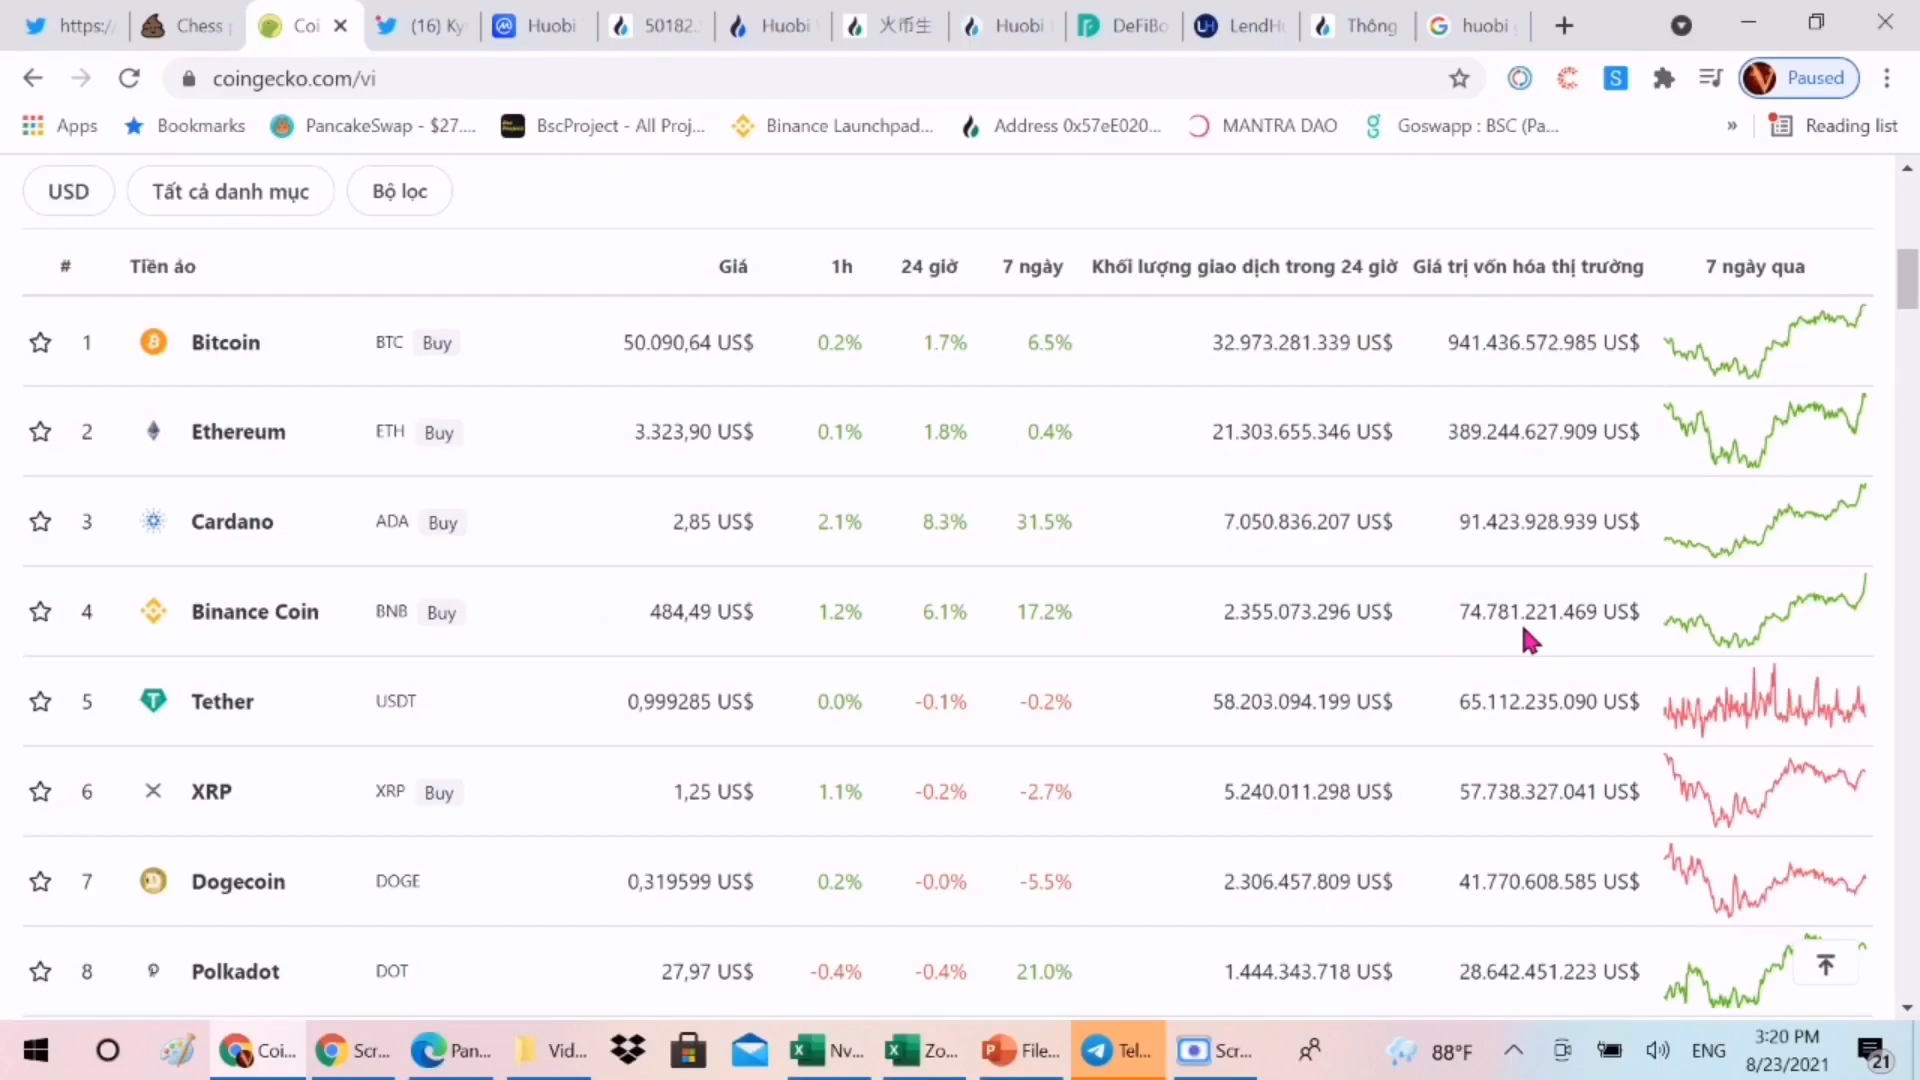 https:/ Chess Coi (16) Ky Huobi 50182. Huobi 火币生 Huobi DeFiBo LendHu Thông huobi
coingecko.com/vi Paused
Apps Bookmarks PancakeSwap - $27.... BscProject - All Proj... Binance Launchpad... Address 0x57eE020... MANTRA DAO Goswapp : BSC (Pa... » Reading list
USD Tất cả danh mục Bộ lọc
# Tiền ảo Giá 1h 24 giờ 7 ngày Khối lượng giao dịch trong 24 giờ Giá trị vốn hóa thị trường 7 ngày qua
1 Bitcoin BTC Buy 50.090,64 US$ 0.2% 1.7% 6.5% 32.973.281.339 US$ 941.436.572.985 US$
2 Ethereum ETH Buy 3.323,90 US$ 0.1% 1.8% 0.4% 21.303.655.346 US$ 389.244.627.909 US$
3 Cardano ADA Buy 2,85 US$ 2.1% 8.3% 31.5% 7.050.836.207 US$ 91.423.928.939 US$
4 Binance Coin BNB Buy 484,49 US$ 1.2% 6.1% 17.2% 2.355.073.296 US$ 74.781.221.469 US$
5 Tether USDT 0,999285 US$ 0.0% -0.1% -0.2% 58.203.094.199 US$ 65.112.235.090 US$
6 XRP XRP Buy 1,25 US$ 1.1% -0.2% -2.7% 5.240.011.298 US$ 57.738.327.041 US$
7 Dogecoin DOGE 0,319599 US$ 0.2% -0.0% -5.5% 2.306.457.809 US$ 41.770.608.585 US$
8 Polkadot DOT 27,97 US$ -0.4% -0.4% 21.0% 1.444.343.718 US$ 28.642.451.223 US$
Coi... Scr... Pan... Vid... Nv... Zo... File... Tel... Scr... 88°F ENG 3:20 PM
8/23/2021 21